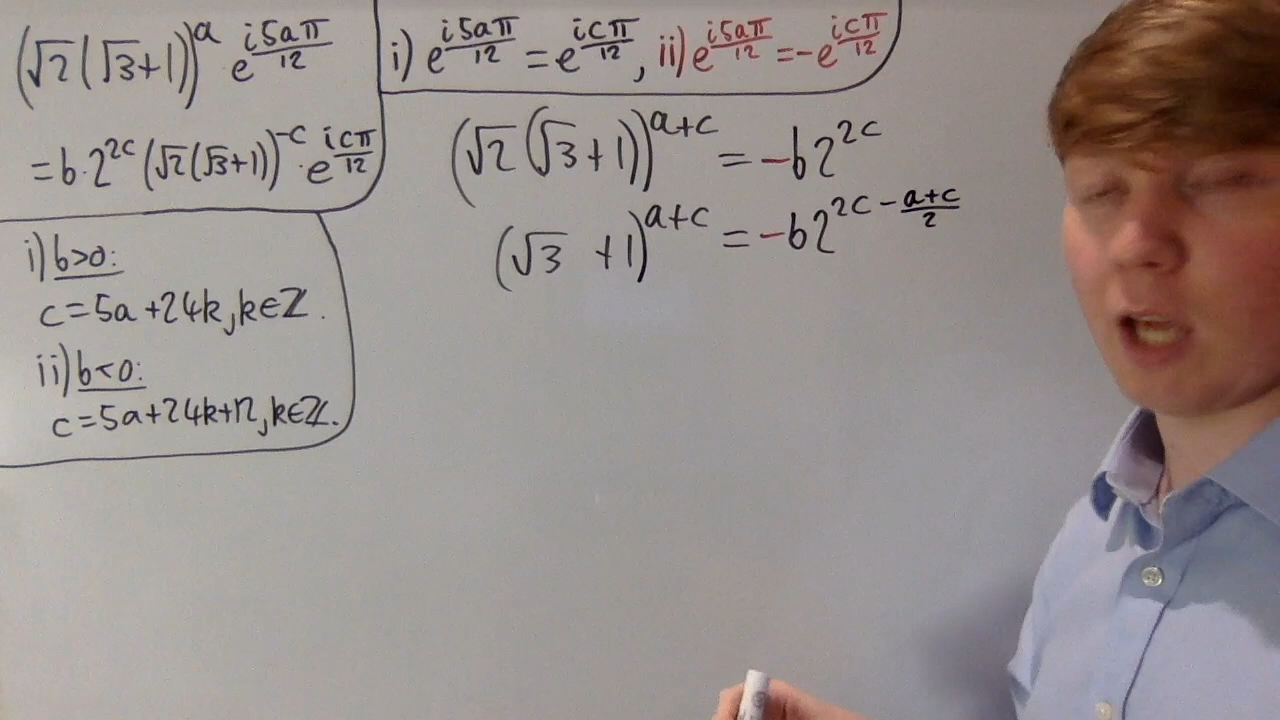 (√2(√3+1))^a e^(i5aπ/12)
=b·2^(2c) (√2(√3+1))^(-c) · e^(icπ/12)
i) e^(i5aπ/12) = e^(icπ/12), ii) e^(i5aπ/12) = -e^(icπ/12)
(√2(√3+1))^(a+c) = -b2^(2c)
(√3 +1)^(a+c) = -b2^(2c - (a+c)/2)
i) b>0:
c=5a+24k, k∈ℤ.
ii) b<0:
c=5a+24k+12, k∈ℤ.